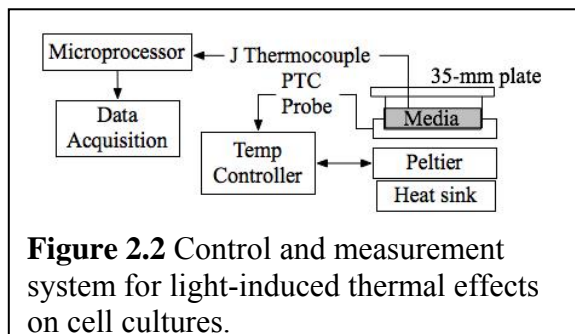 Microprocessor
J Thermocouple
35-mm plate
PTC
Probe
Media
Data
Acquisition
Temp
Controller
Peltier
Heat sink
Figure 2.2 Control and measurement
system for light-induced thermal effects
on cell cultures.